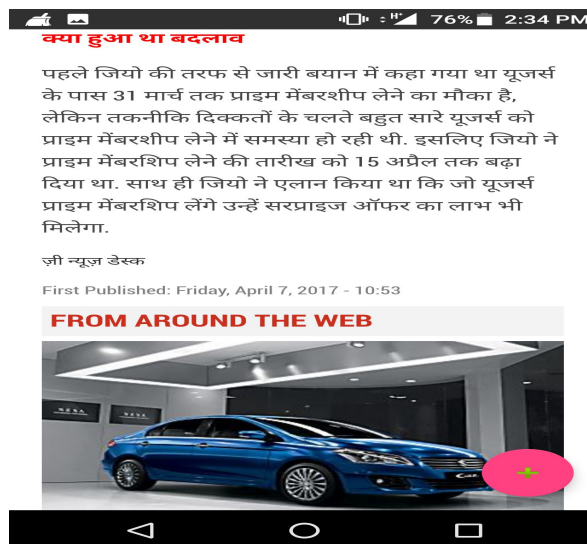 H+ 76% 2:34 PM
क्या हुआ था बदलाव
पहले जियो की तरफ से जारी बयान में कहा गया था यूजर्स
के पास 31 मार्च तक प्राइम मेंबरशीप लेने का मौका है,
लेकिन तकनीकि दिक्कतों के चलते बहुत सारे यूजर्स को
प्राइम मेंबरशीप लेने में समस्या हो रही थी. इसलिए जियो ने
प्राइम मेंबरशिप लेने की तारीख को 15 अप्रैल तक बढ़ा
दिया था. साथ ही जियो ने एलान किया था कि जो यूजर्स
प्राइम मेंबरशिप लेंगे उन्हें सरप्राइज ऑफर का लाभ भी
मिलेगा.
ज़ी न्यूज़ डेस्क
First Published: Friday, April 7, 2017 - 10:53
FROM AROUND THE WEB
NEXA
NEXA